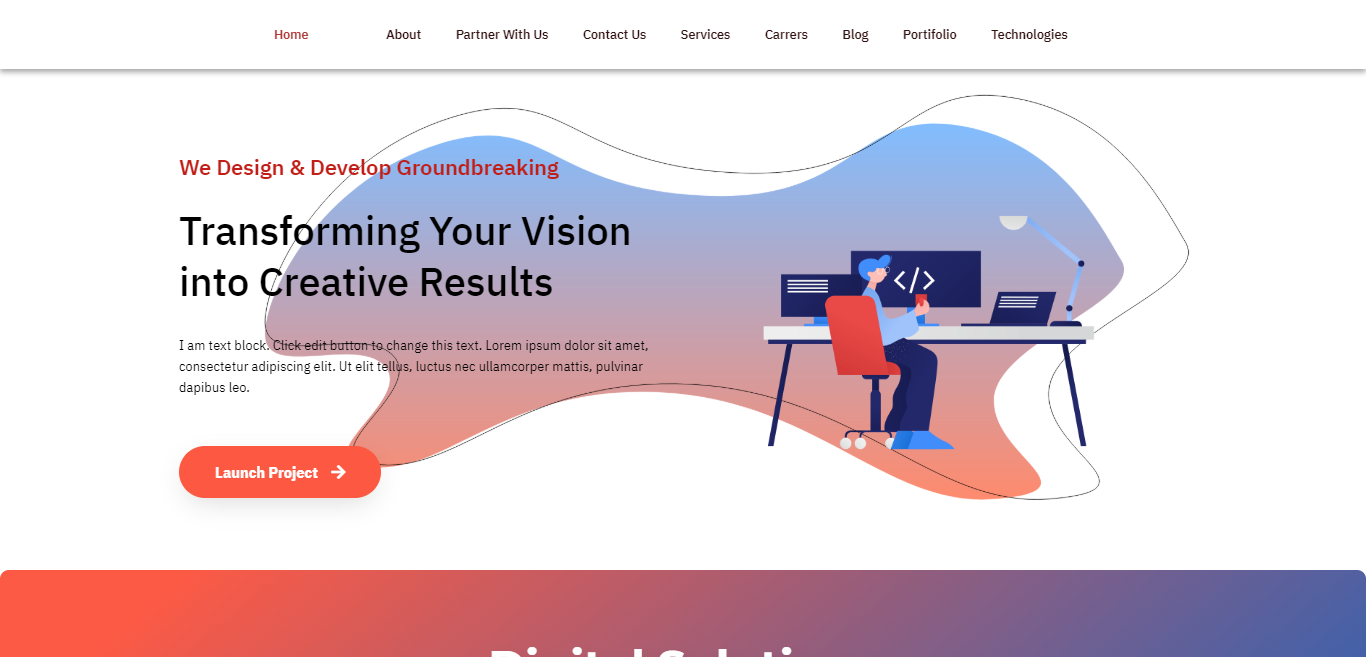 Home About Partner With Us Contact Us Services Carrers Blog Portifolio Technologies
We Design & Develop Groundbreaking
Transforming Your Vision
into Creative Results
I am text block. Click edit button to change this text. Lorem ipsum dolor sit amet,
consectetur adipiscing elit. Ut elit tellus, luctus nec ullamcorper mattis, pulvinar
dapibus leo.
</>
Launch Project
Digital